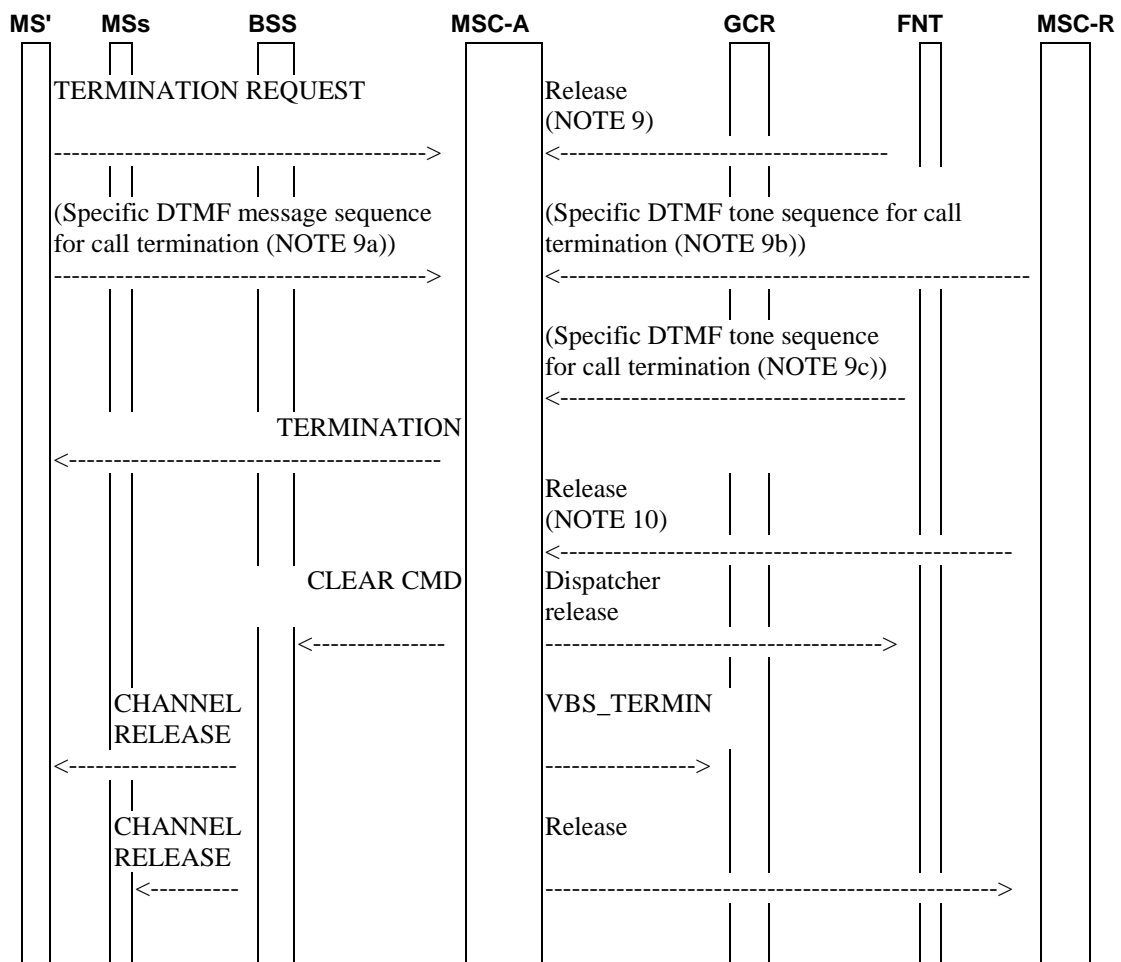 MS' MSs BSS MSC-A GCR FNT MSC-R
TERMINATION REQUEST
Release
(NOTE 9)
-------------------------------------------> <-------------------------------------
(Specific DTMF message sequence
for call termination (NOTE 9a))
(Specific DTMF tone sequence for call
termination (NOTE 9b))
-------------------------------------------> <-----------------------------------------------------
(Specific DTMF tone sequence
for call termination (NOTE 9c))
<---------------------------------------
TERMINATION
<------------------------------------------
Release
(NOTE 10)
<---------------------------------------------------
CLEAR CMD
Dispatcher
release
<--------------- -------------------------------------->
CHANNEL
RELEASE
VBS_TERMIN
<------------------- ----------------->
CHANNEL
RELEASE
Release
<---------- --------------------------------------------------->